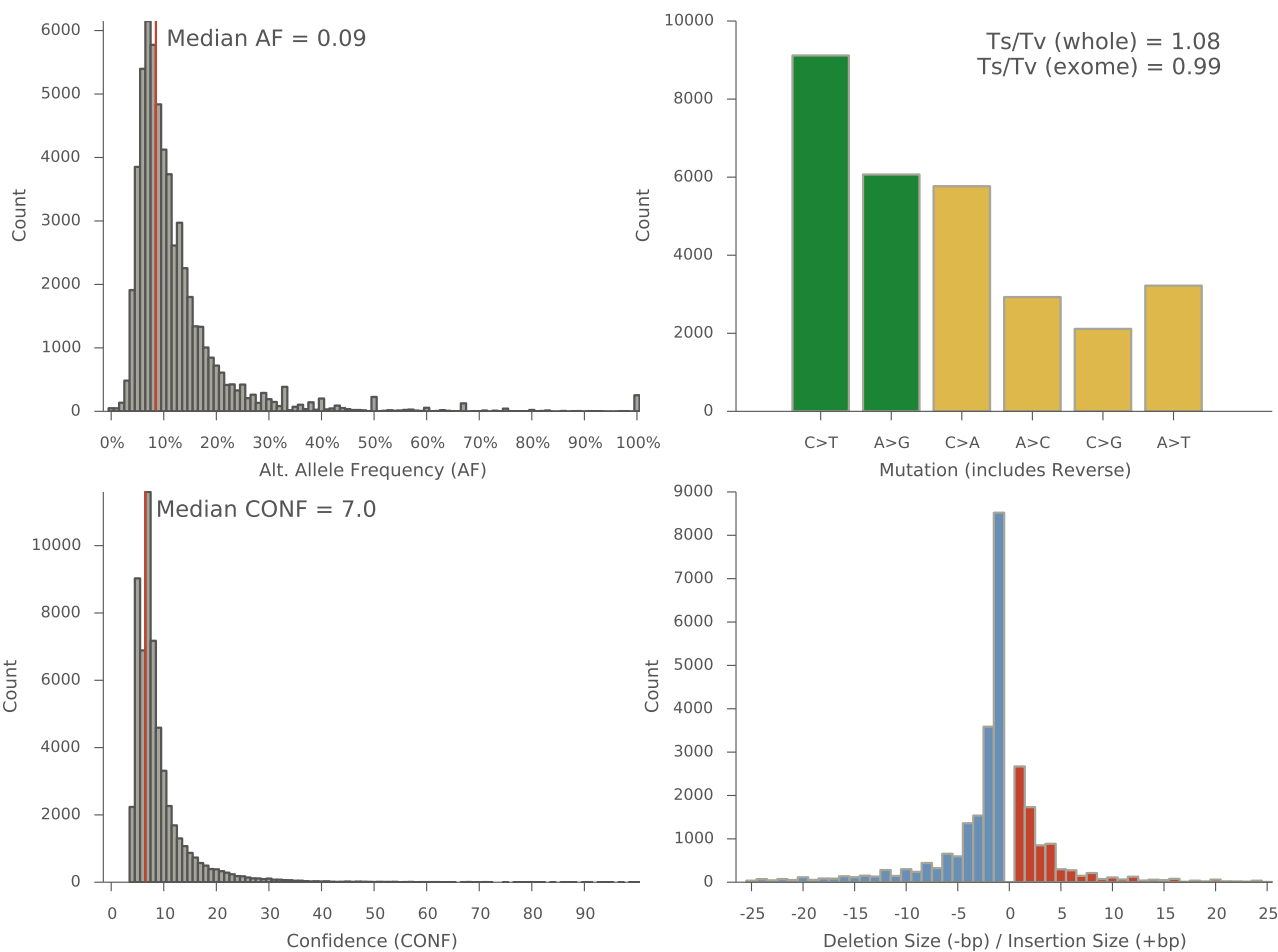 Median AF = 0.09
6000
5000
4000
3000
2000
1000
0
Count
0% 10% 20% 30% 40% 50% 60% 70% 80% 90% 100%
Alt. Allele Frequency (AF)
Ts/Tv (whole) = 1.08
Ts/Tv (exome) = 0.99
10000
8000
6000
4000
2000
0
Count
C>T A>G C>A A>C C>G A>T
Mutation (includes Reverse)
Median CONF = 7.0
10000
8000
6000
4000
2000
0
Count
0 10 20 30 40 50 60 70 80 90
Confidence (CONF)
9000
8000
7000
6000
5000
4000
3000
2000
1000
0
Count
-25 -20 -15 -10 -5 0 5 10 15 20 25
Deletion Size (-bp) / Insertion Size (+bp)